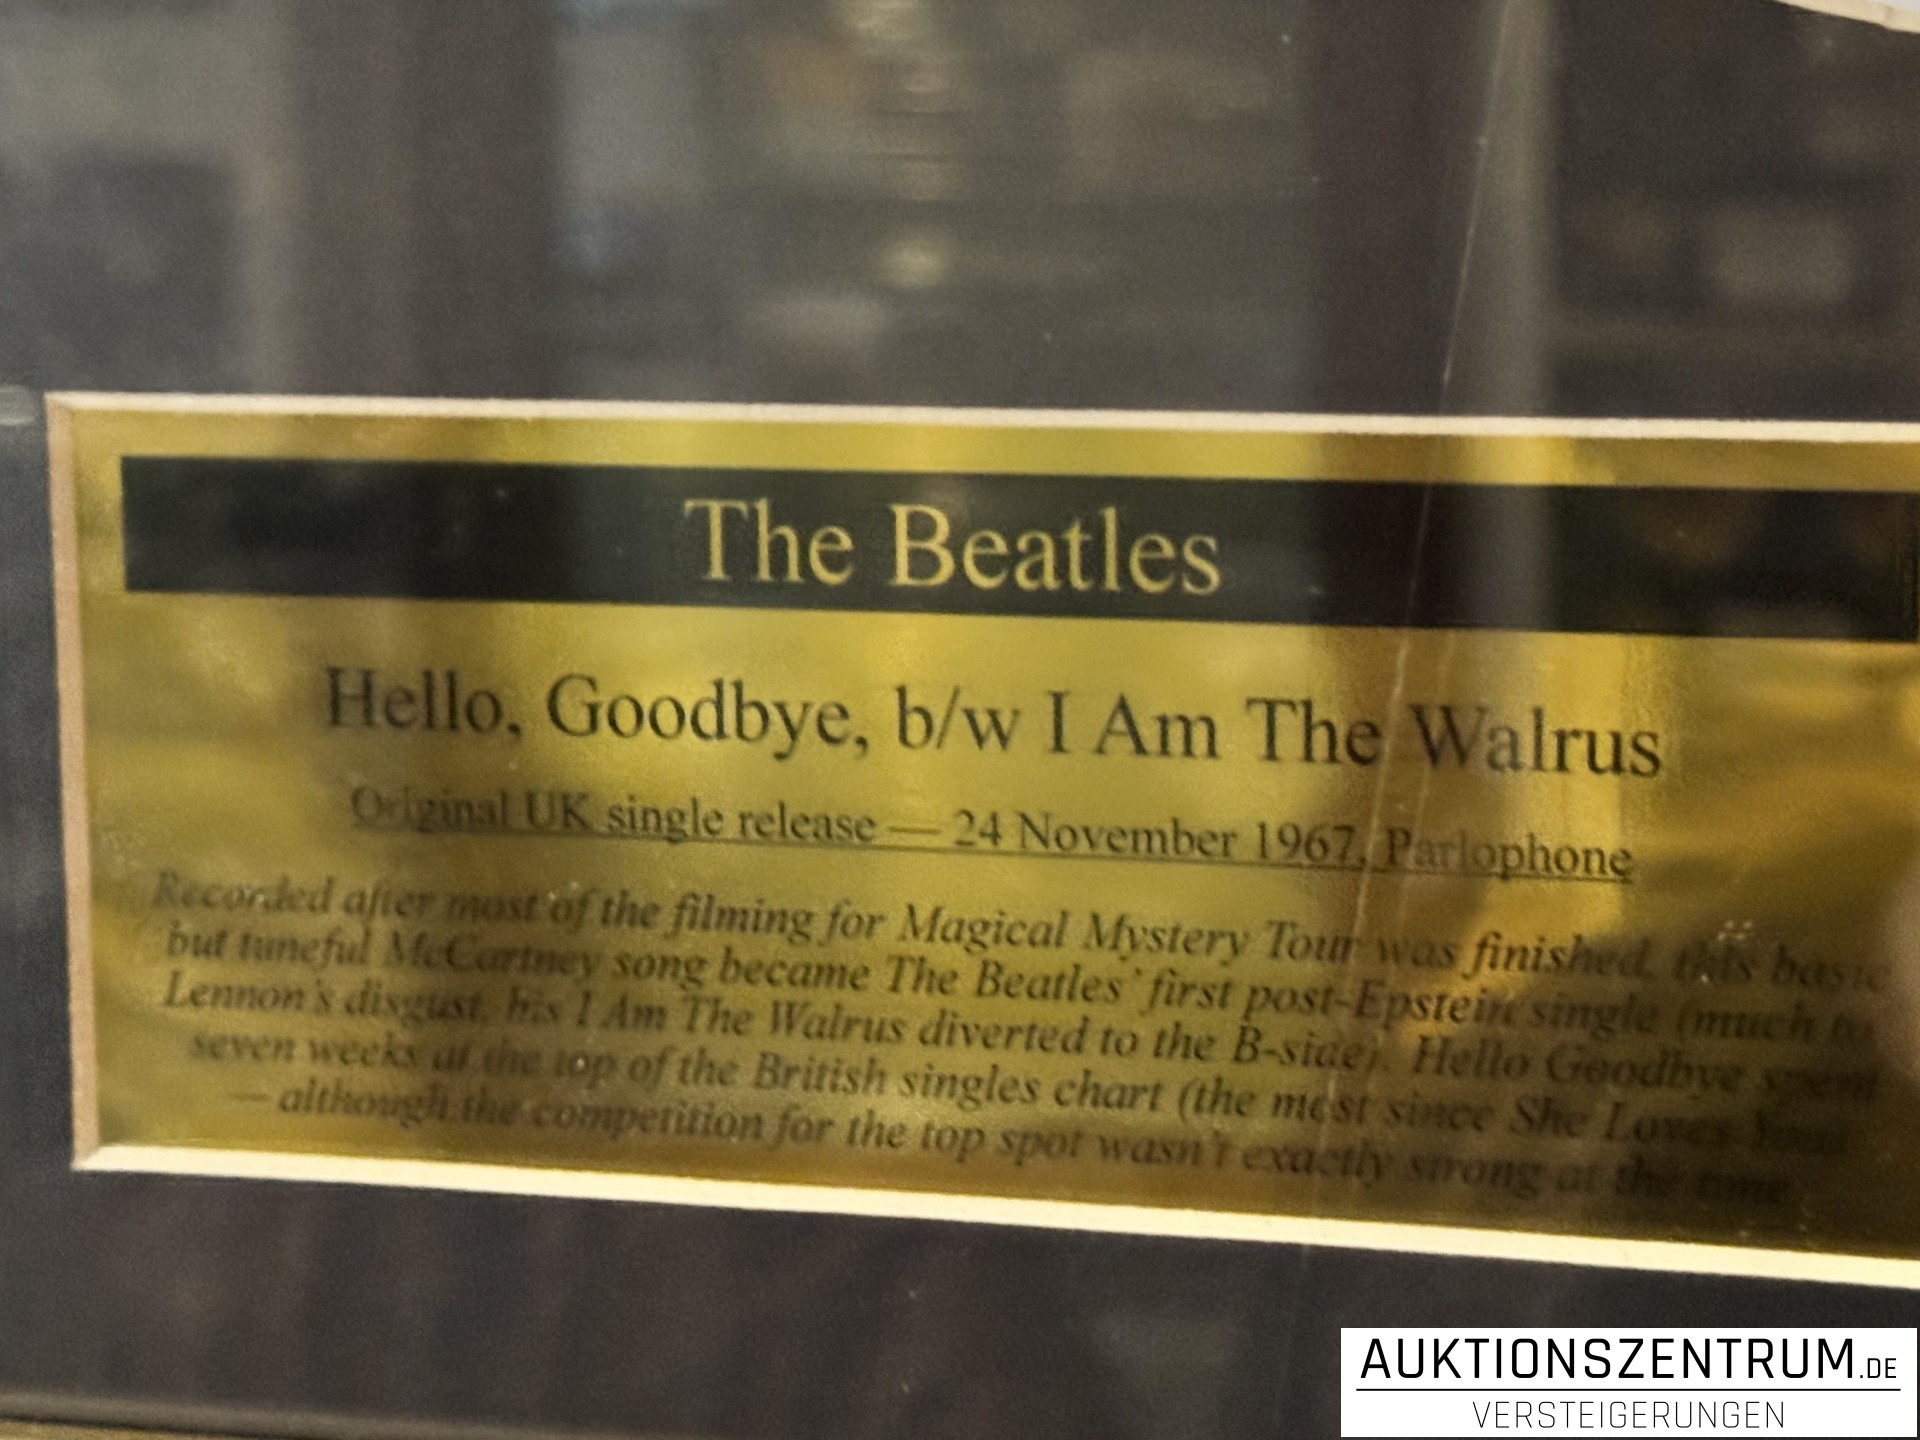 The Beatles
Hello, Goodbye, b/w I Am The Walrus
Original UK single release — 24 November 1967, Parlophone
Recorded after most of the filming for Magical Mystery Tour was finished, this basic
but tuneful McCartney song became The Beatles' first post-Epstein single (much to
Lennon's disgust, his I Am The Walrus diverted to the B-side). Hello Goodbye spent
seven weeks at the top of the British singles chart (the most since She Loves You)
— although the competition for the top spot wasn't exactly strong at the time.
AUKTIONSZENTRUM.DE
VERSTEIGERUNGEN